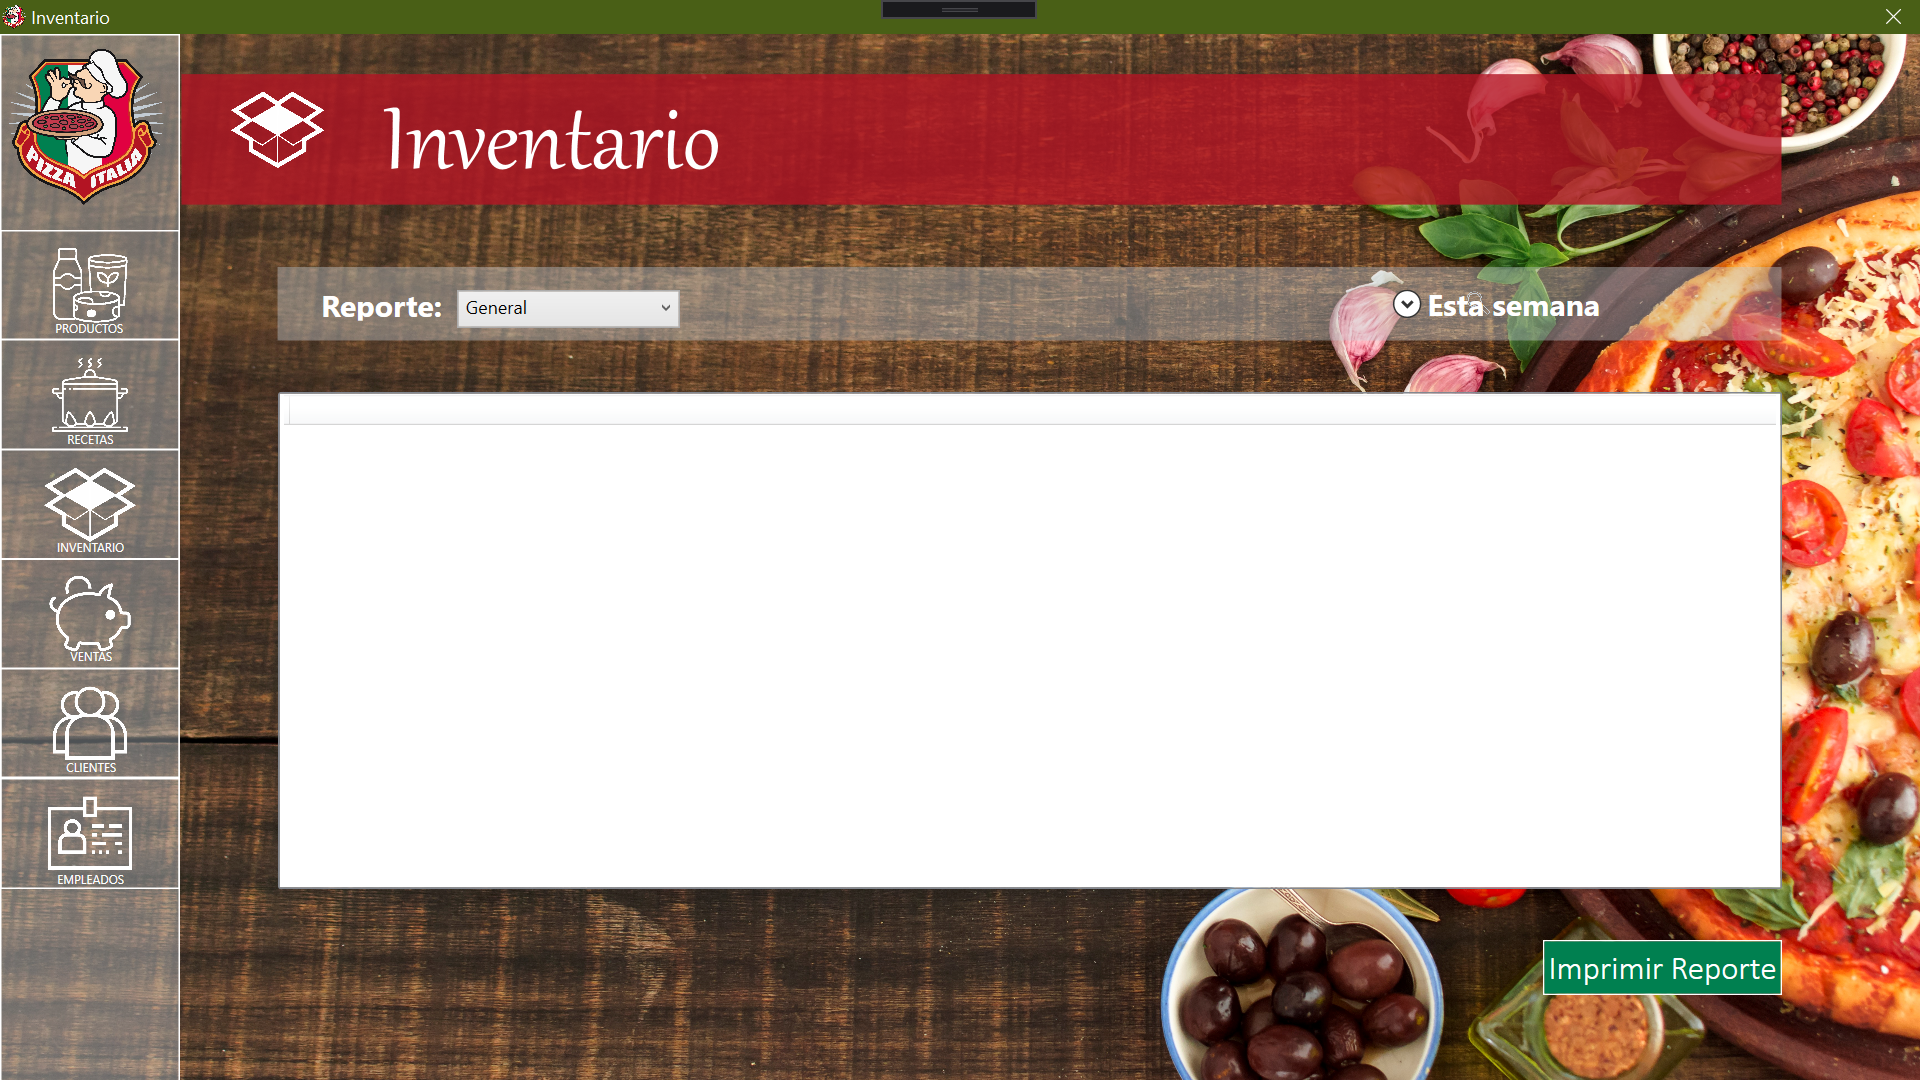 Inventario
PIZZA ITALIA
Inventario
PRODUCTOS
RECETAS
INVENTARIO
VENTAS
CLIENTES
EMPLEADOS
Reporte: General
Esta semana
Imprimir Reporte